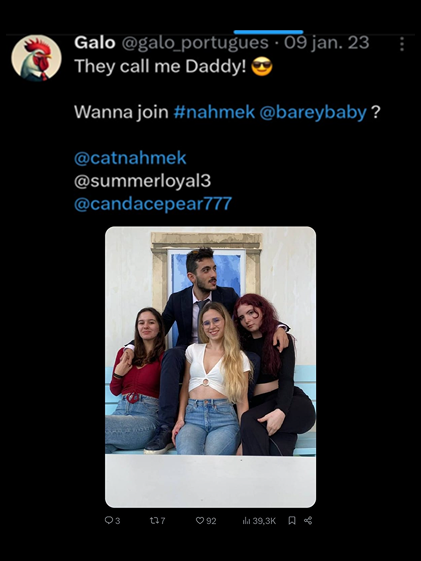 Galo @galo_portugues · 09 jan. 23
They call me Daddy! 😎
Wanna join #nahmek @bareybaby ?
@catnahmek
@summerloyal3
@candacepear777
3 7 92 39,3K